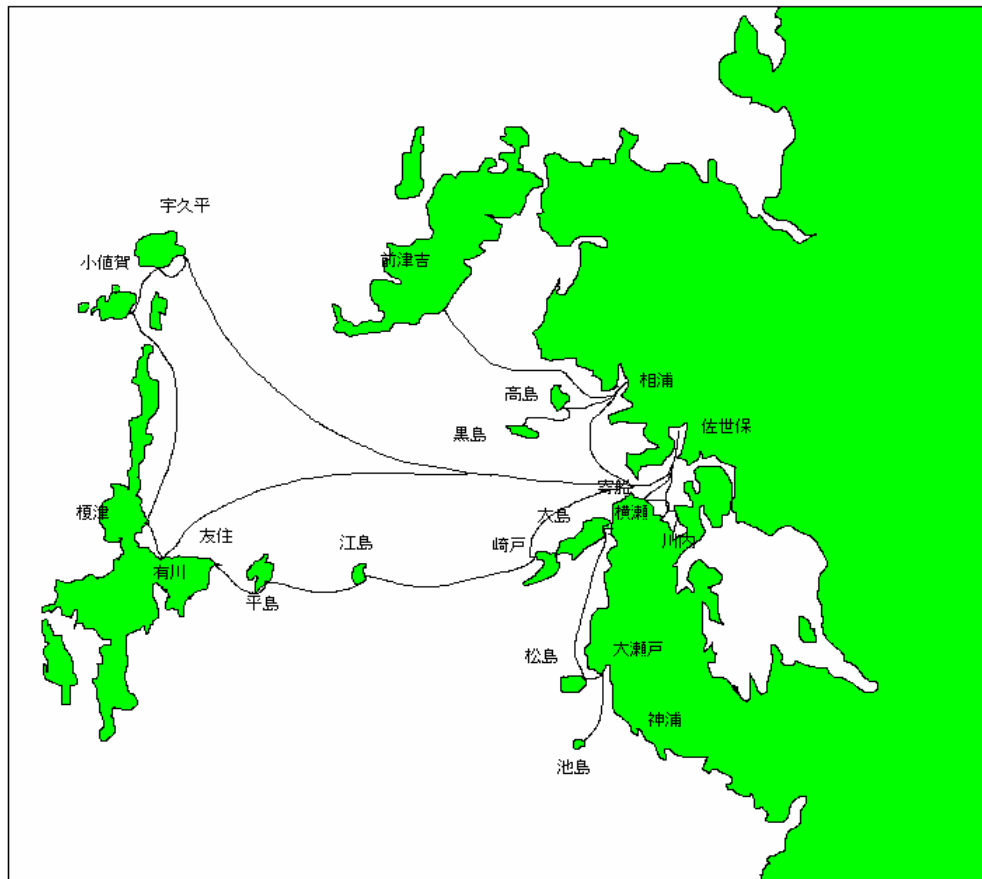 宇久平
小値賀
前津吉
相浦
高島
黒島
佐世保
寄船
大島
横瀬
榎津
友住
江島
崎戸
川内
有川
平島
松島
大瀬戸
神浦
池島